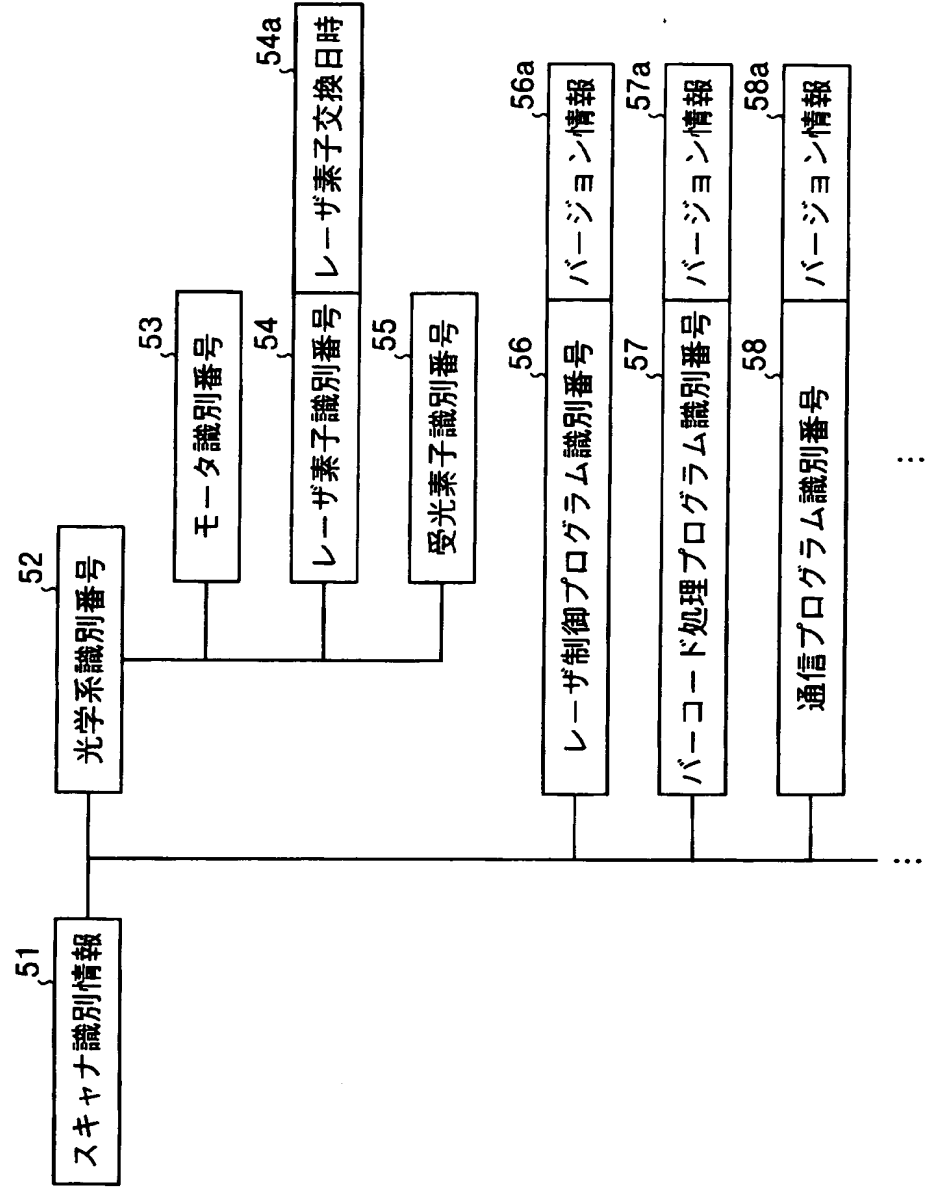 51
スキャナ識別情報
52
光学系識別番号
53
モータ識別番号
54
レーザ素子識別番号
54a
レーザ素子交換日時
55
受光素子識別番号
56
レーザ制御プログラム識別番号
56a
バージョン情報
57
バーコード処理プログラム識別番号
57a
バージョン情報
58
通信プログラム識別番号
58a
バージョン情報
…
…